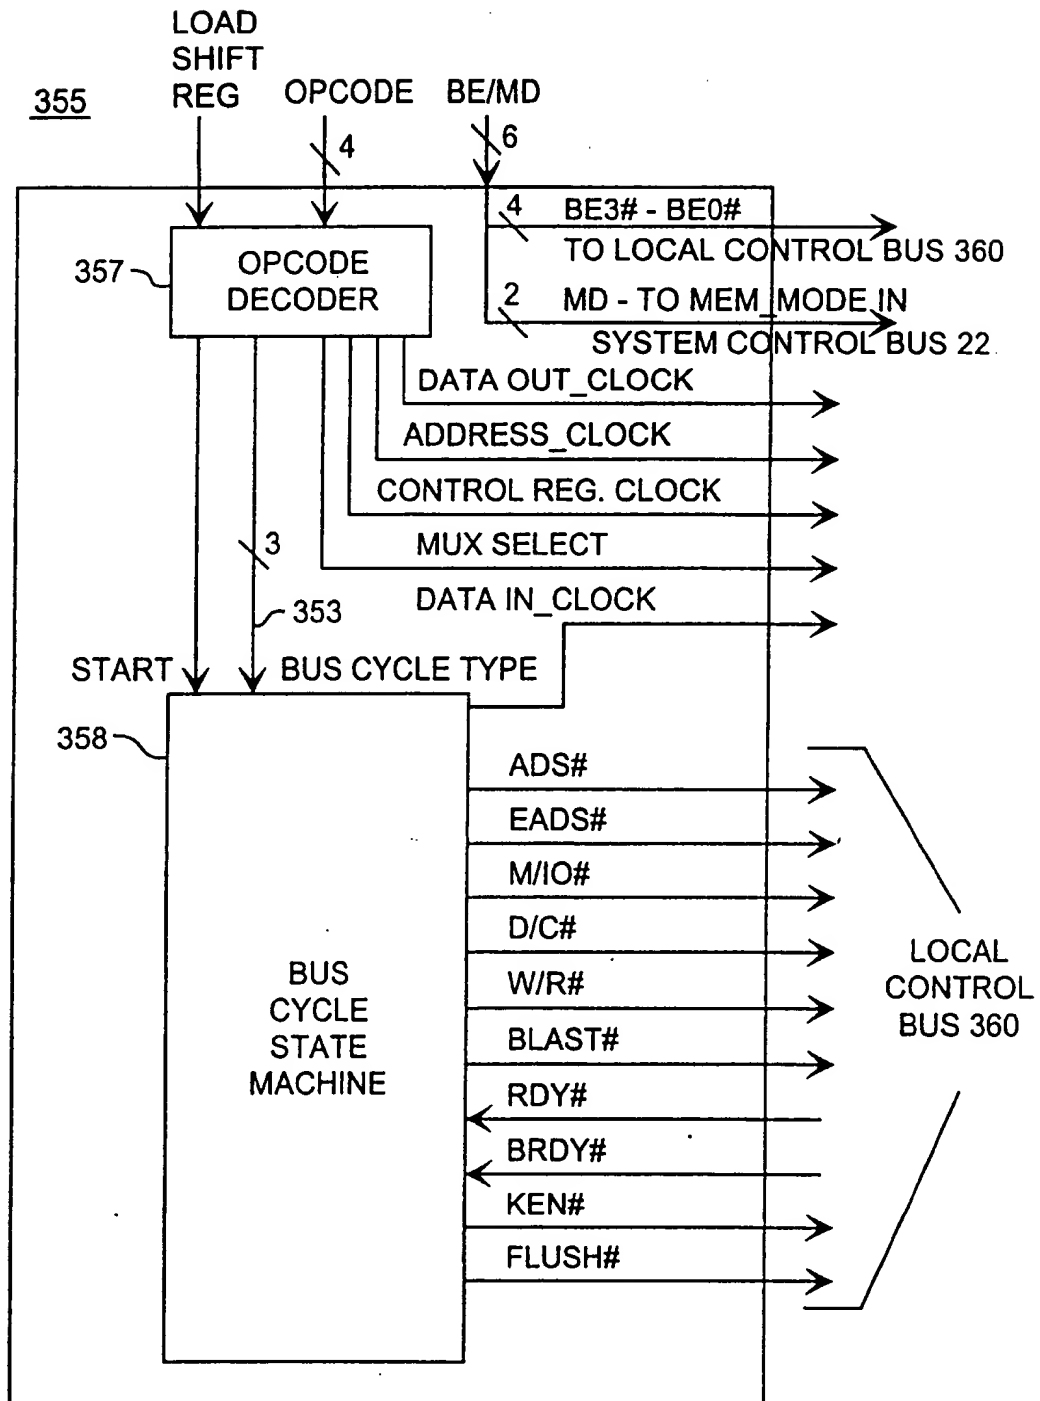 LOAD
SHIFT
REG
OPCODE
BE/MD
355
4
6
4
BE3# - BE0#
TO LOCAL CONTROL BUS 360
357
OPCODE
DECODER
2
MD - TO MEM_MODE IN
SYSTEM CONTROL BUS 22
DATA OUT_CLOCK
ADDRESS_CLOCK
CONTROL REG. CLOCK
3
MUX SELECT
353
DATA IN_CLOCK
START
BUS CYCLE TYPE
358
ADS#
EADS#
M/IO#
D/C#
W/R#
BLAST#
RDY#
BRDY#
KEN#
FLUSH#
BUS
CYCLE
STATE
MACHINE
LOCAL
CONTROL
BUS 360